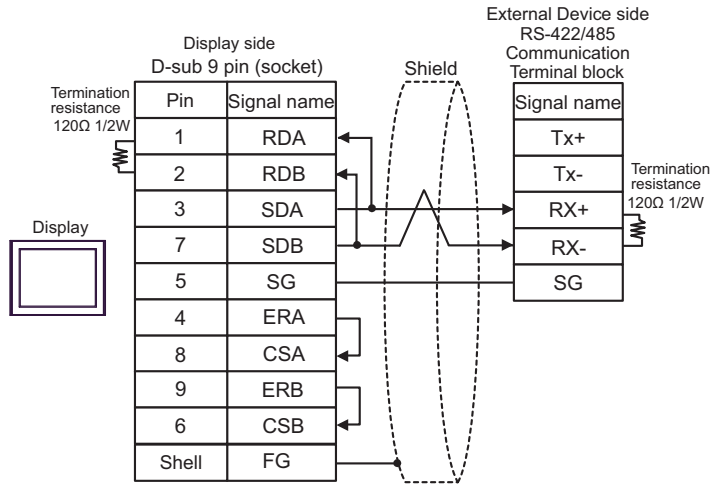 External Device side
RS-422/485
Communication
Terminal block
Display side
D-sub 9 pin (socket)
Shield
Termination
resistance
120Ω 1/2W
Pin Signal name
Signal name
1 RDA
Tx+
2 RDB
Tx-
3 SDA
RX+
7 SDB
RX-
5 SG
SG
4 ERA
8 CSA
9 ERB
6 CSB
Shell FG
Termination
resistance
120Ω 1/2W
Display